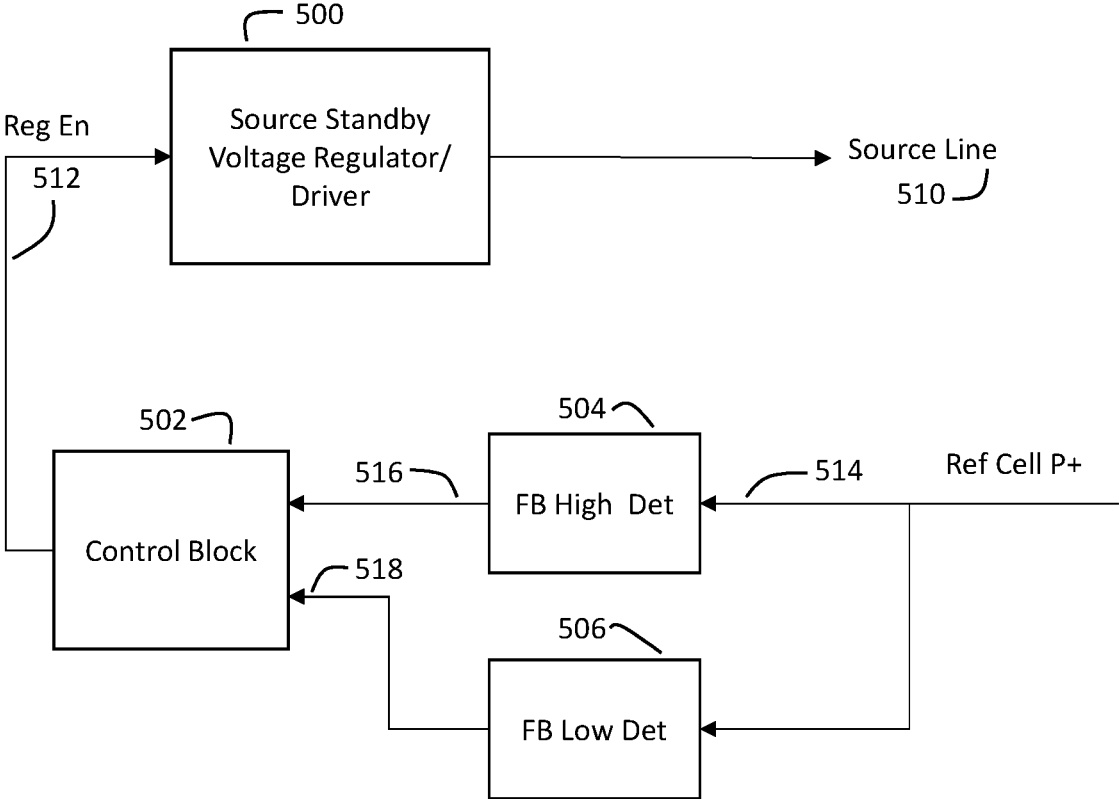 500
Reg En
Source Standby
Voltage Regulator/
Driver
Source Line
512
510
502
504
516
514
Ref Cell P+
FB High Det
Control Block
518
506
FB Low Det